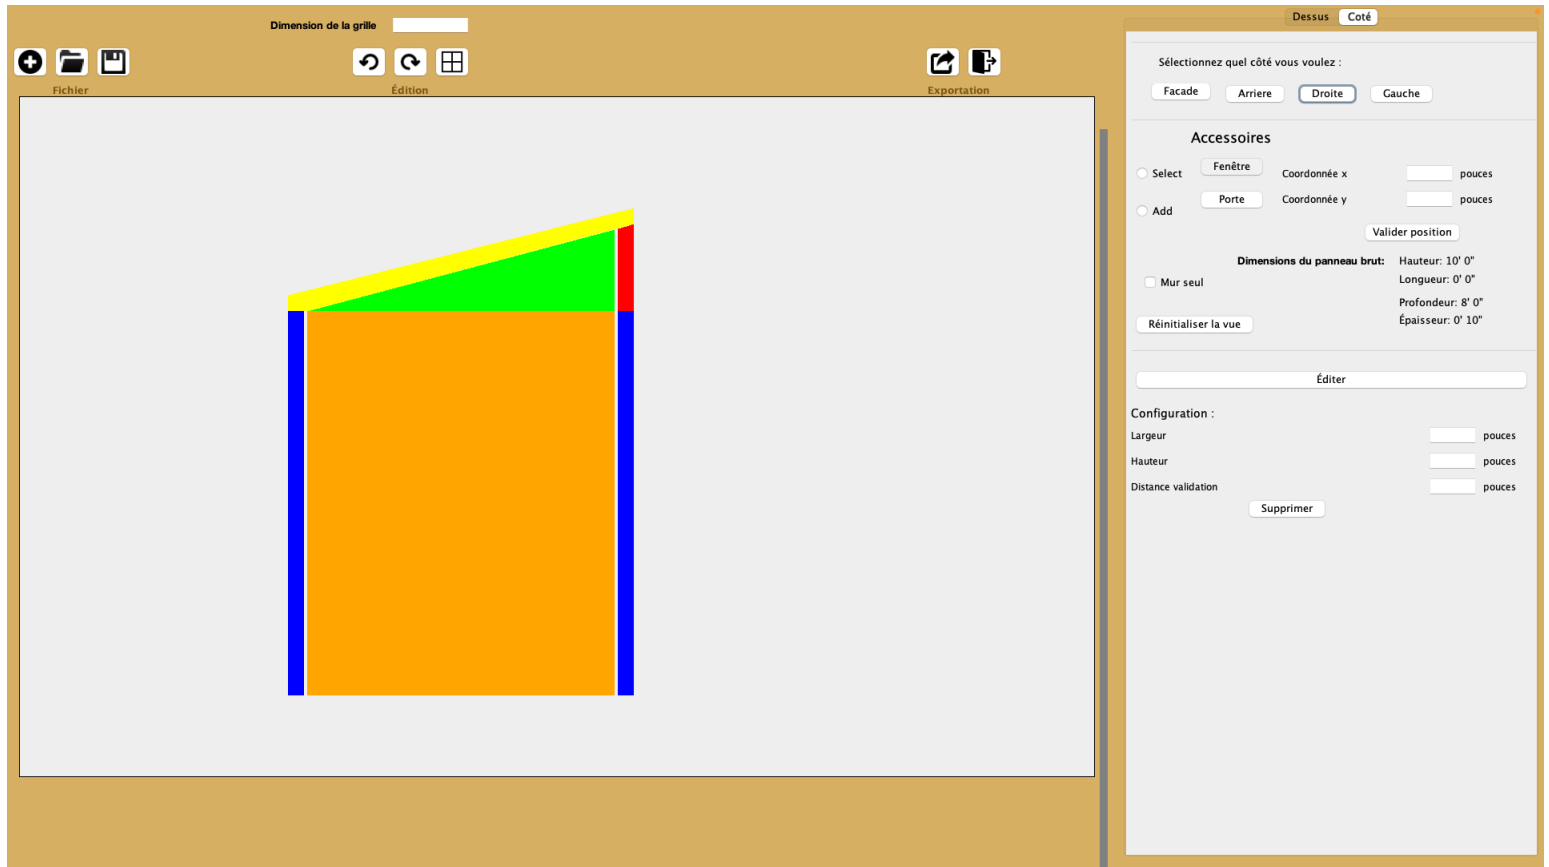 Dimension de la grille
Fichier
Édition
Exportation
Dessus Coté
Sélectionnez quel côté vous voulez :
Facade Arriere Droite Gauche
Accessoires
Select Fenêtre Coordonnée x pouces
Porte Coordonnée y pouces
Add
Valider position
Dimensions du panneau brut: Hauteur: 10' 0"
Longueur: 0' 0"
Mur seul
Profondeur: 8' 0"
Épaisseur: 0' 10"
Réinitialiser la vue
Éditer
Configuration :
Largeur pouces
Hauteur pouces
Distance validation pouces
Supprimer